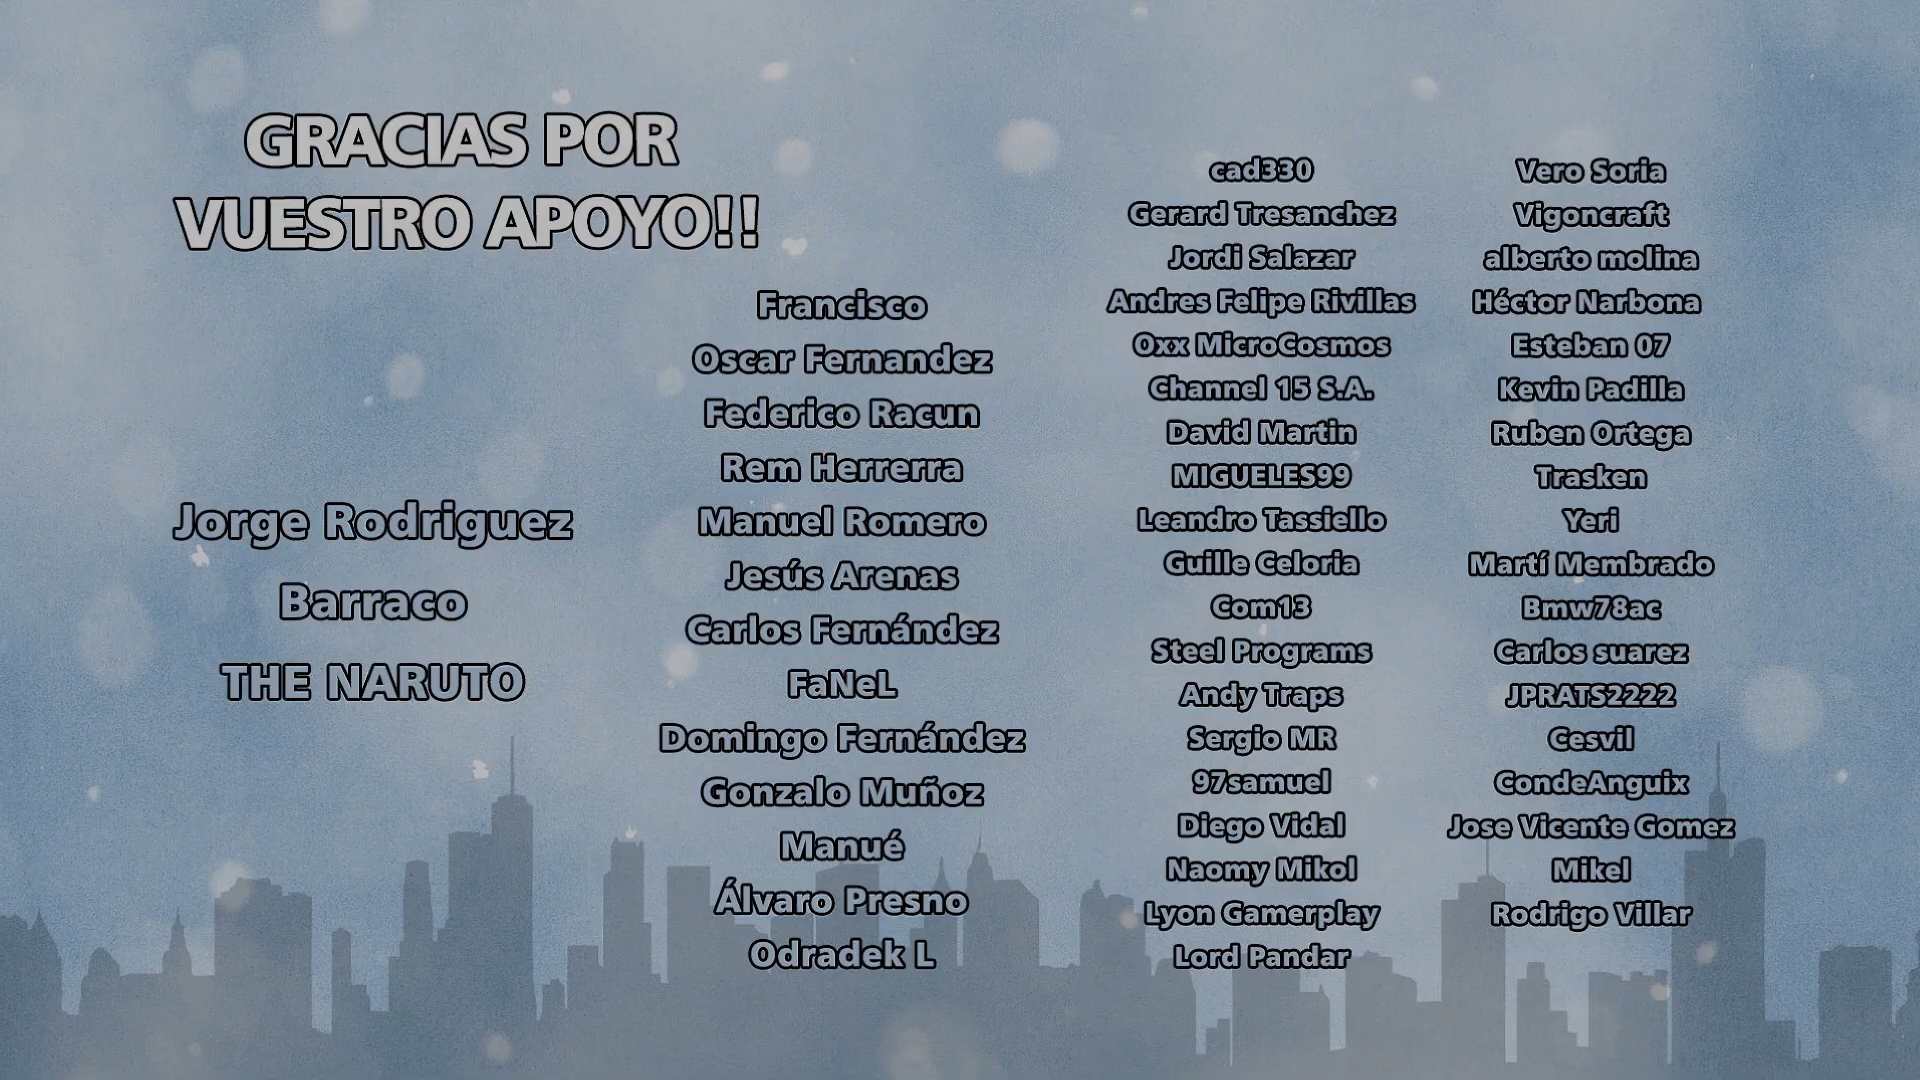 GRACIAS POR
VUESTRO APOYO!!
Jorge Rodriguez
Barraco
THE NARUTO
Francisco
Oscar Fernandez
Federico Racun
Rem Herrerra
Manuel Romero
Jesús Arenas
Carlos Fernández
FaNeL
Domingo Fernández
Gonzalo Muñoz
Manué
Álvaro Presno
Odradek L
cad330
Gerard Tresanchez
Jordi Salazar
Andres Felipe Rivillas
Oxx MicroCosmos
Channel 15 S.A.
David Martin
MIGUELES99
Leandro Tassiello
Guille Celoria
Com13
Steel Programs
Andy Traps
Sergio MR
97samuel
Diego Vidal
Naomy Mikol
Lyon Gamerplay
Lord Pandar
Vero Soria
Vigoncraft
alberto molina
Héctor Narbona
Esteban 07
Kevin Padilla
Ruben Ortega
Trasken
Yeri
Martí Membrado
Bmw78ac
Carlos suarez
JPRATS2222
Cesvil
CondeAnguix
Jose Vicente Gomez
Mikel
Rodrigo Villar